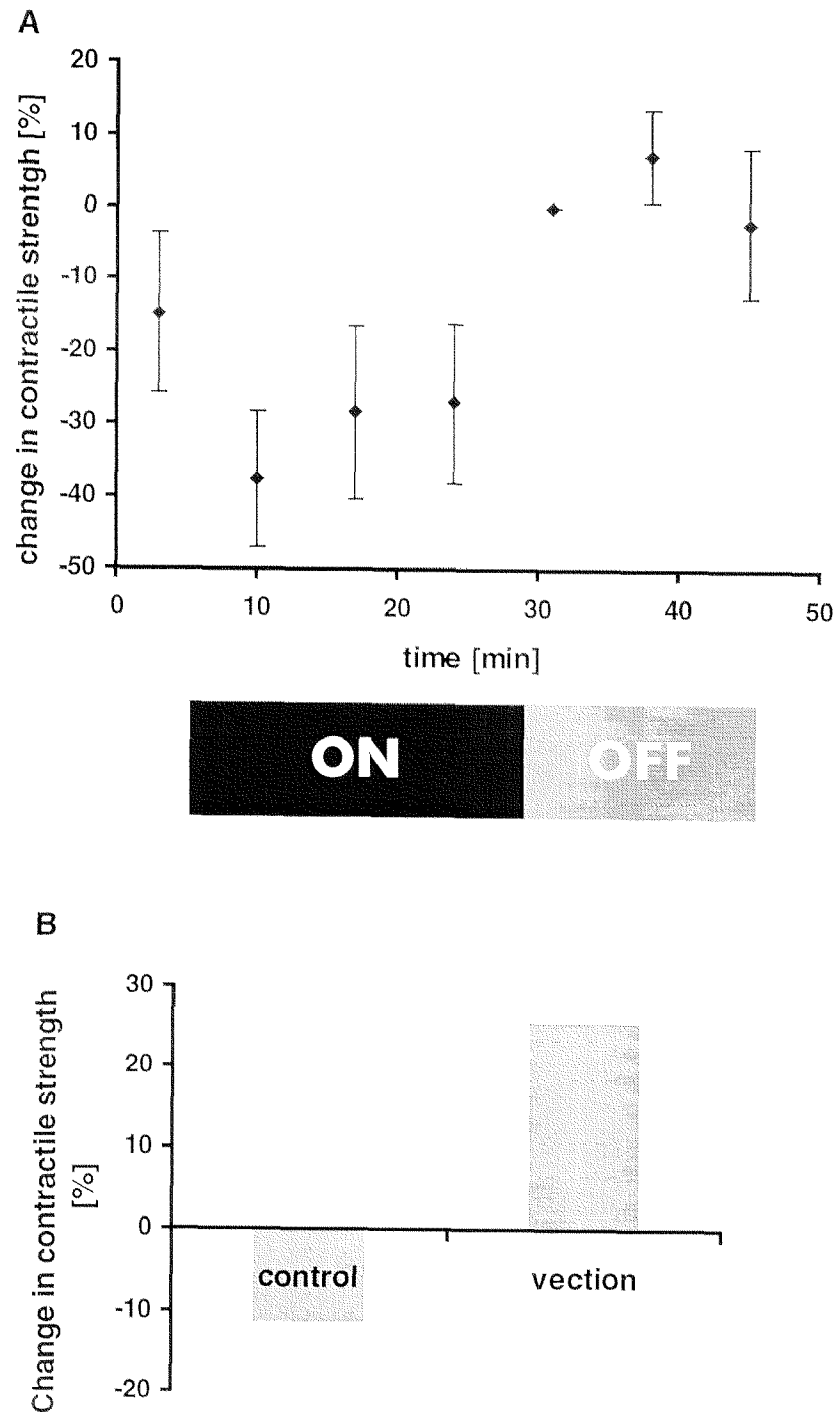 A
change in contractile strentgh [%]
20
10
0
-10
-20
-30
-40
-50
0 10 20 30 40 50
time [min]
ON OFF
B
Change in contractile strength
[%]
30
20
10
0
-10
-20
control vection